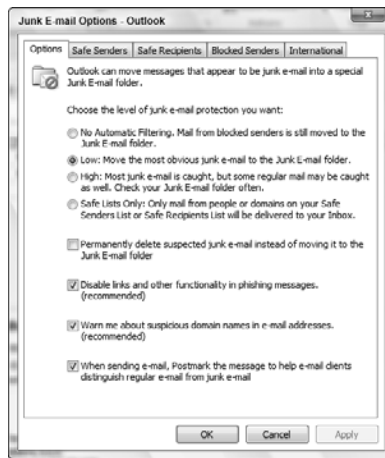 Junk E-mail Options - Outlook
Options Safe Senders Safe Recipients Blocked Senders International
Outlook can move messages that appear to be junk e-mail into a special
Junk E-mail folder.
Choose the level of junk e-mail protection you want:
No Automatic Filtering. Mail from blocked senders is still moved to the
Junk E-mail folder.
Low: Move the most obvious junk e-mail to the Junk E-mail folder.
High: Most junk e-mail is caught, but some regular mail may be caught
as well. Check your Junk E-mail folder often.
Safe Lists Only: Only mail from people or domains on your Safe
Senders List or Safe Recipients List will be delivered to your Inbox.
Permanently delete suspected junk e-mail instead of moving it to the
Junk E-mail folder
Disable links and other functionality in phishing messages.
(recommended)
Warn me about suspicious domain names in e-mail addresses.
(recommended)
When sending e-mail, Postmark the message to help e-mail clients
distinguish regular e-mail from junk e-mail
OK Cancel Apply